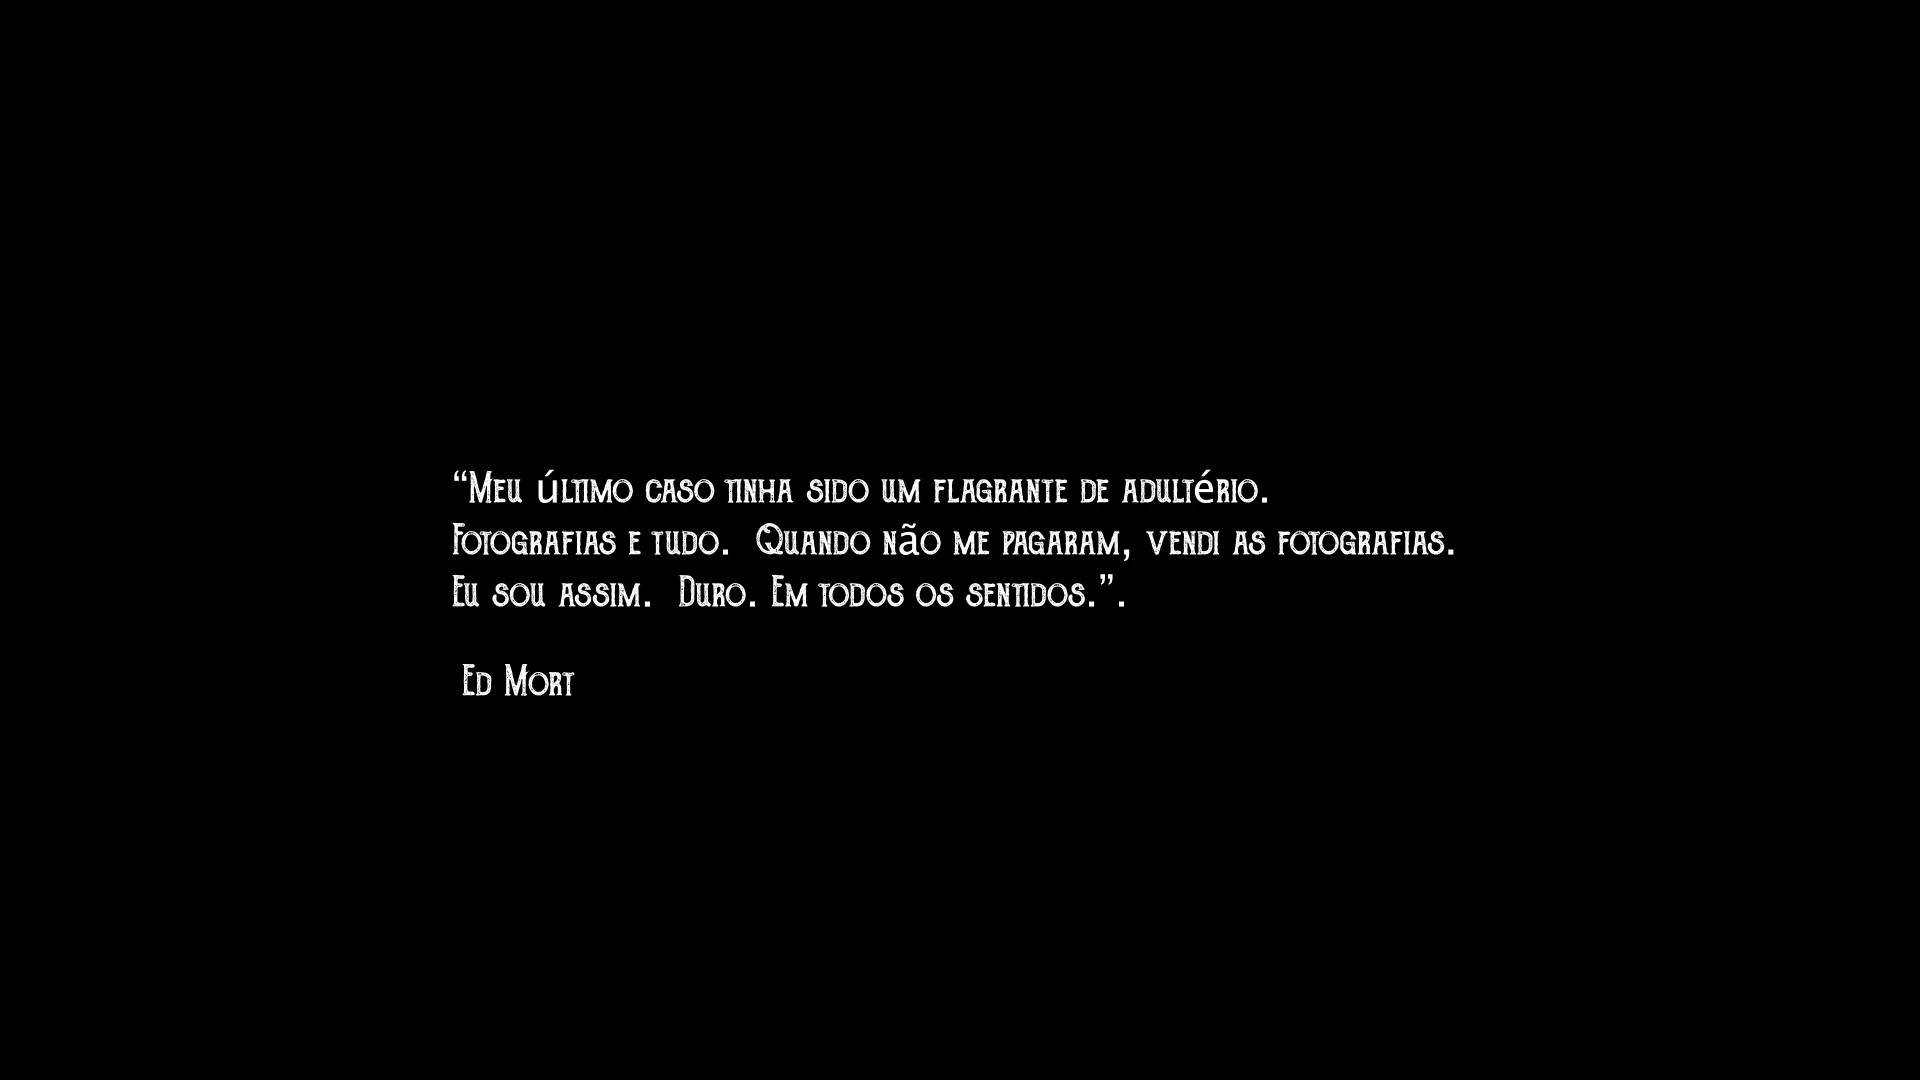 “Meu último caso tinha sido um flagrante de adultério.
Fotografias e tudo.  Quando não me pagaram, vendi as fotografias.
Eu sou assim.  Duro. Em todos os sentidos.”.
Ed Mort